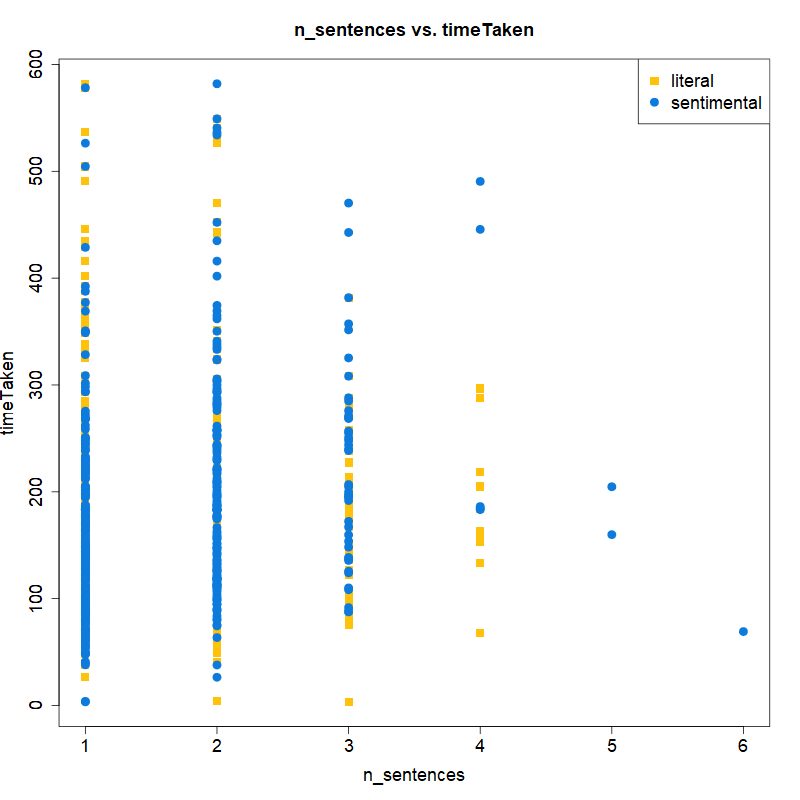 n_sentences vs. timeTaken
literal
sentimental
600
500
400
300
200
100
0
timeTaken
1 2 3 4 5 6
n_sentences